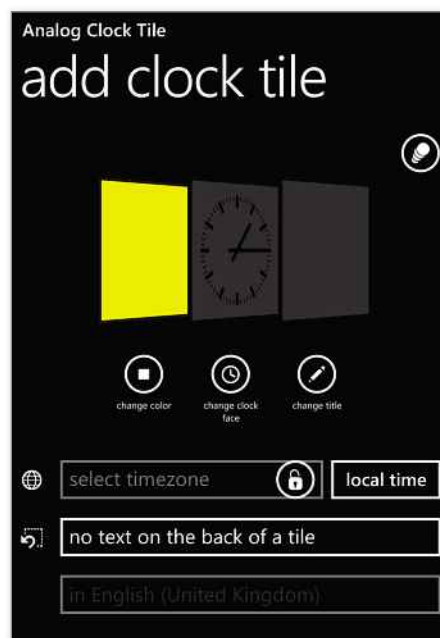 Analog Clock Tile
add clock tile
change color
change clock face
change title
select timezone
local time
no text on the back of a tile
in English (United Kingdom)